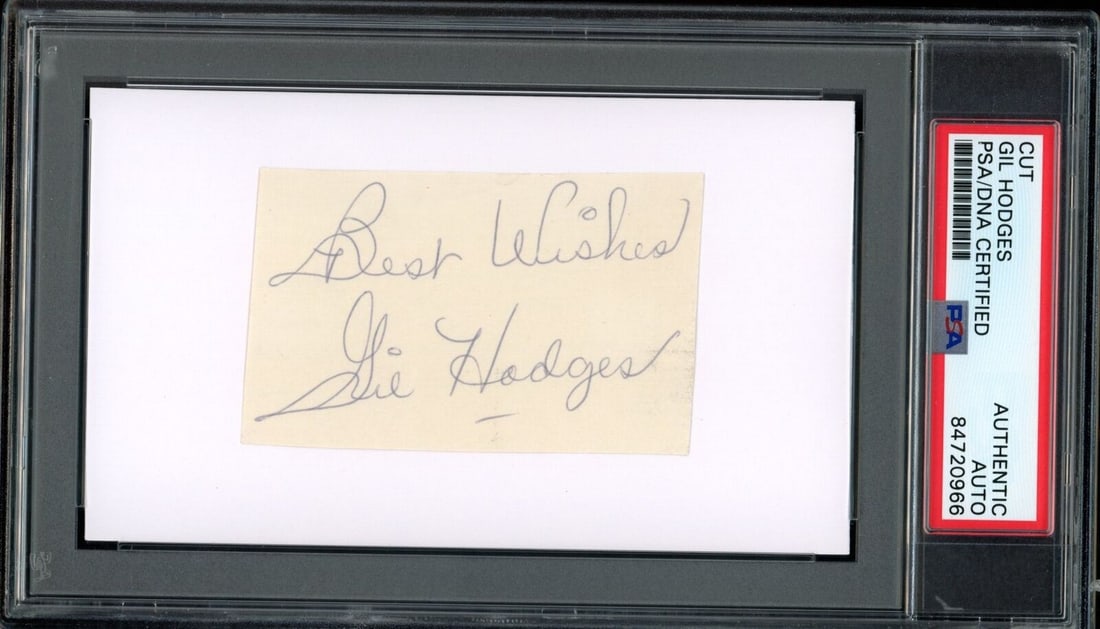 Best Wishes
Gil Hodges
CUT
GIL HODGES
PSA/DNA CERTIFIED
PSA
AUTHENTIC
AUTO
84720966